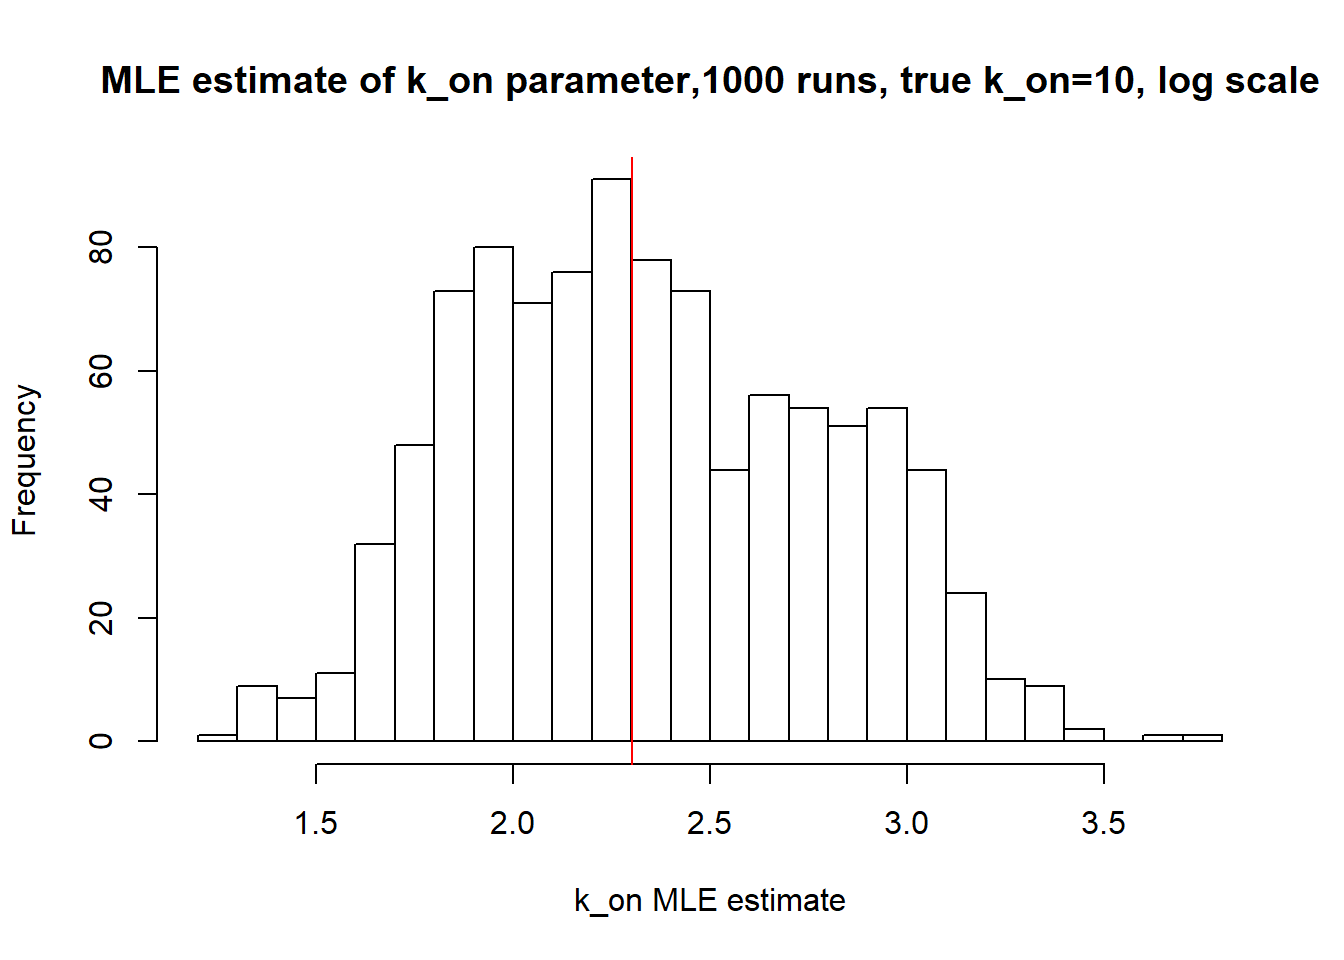 MLE estimate of k_on parameter,1000 runs, true k_on=10, log scale
80
60
40
20
0
Frequency
1.5 2.0 2.5 3.0 3.5
k_on MLE estimate